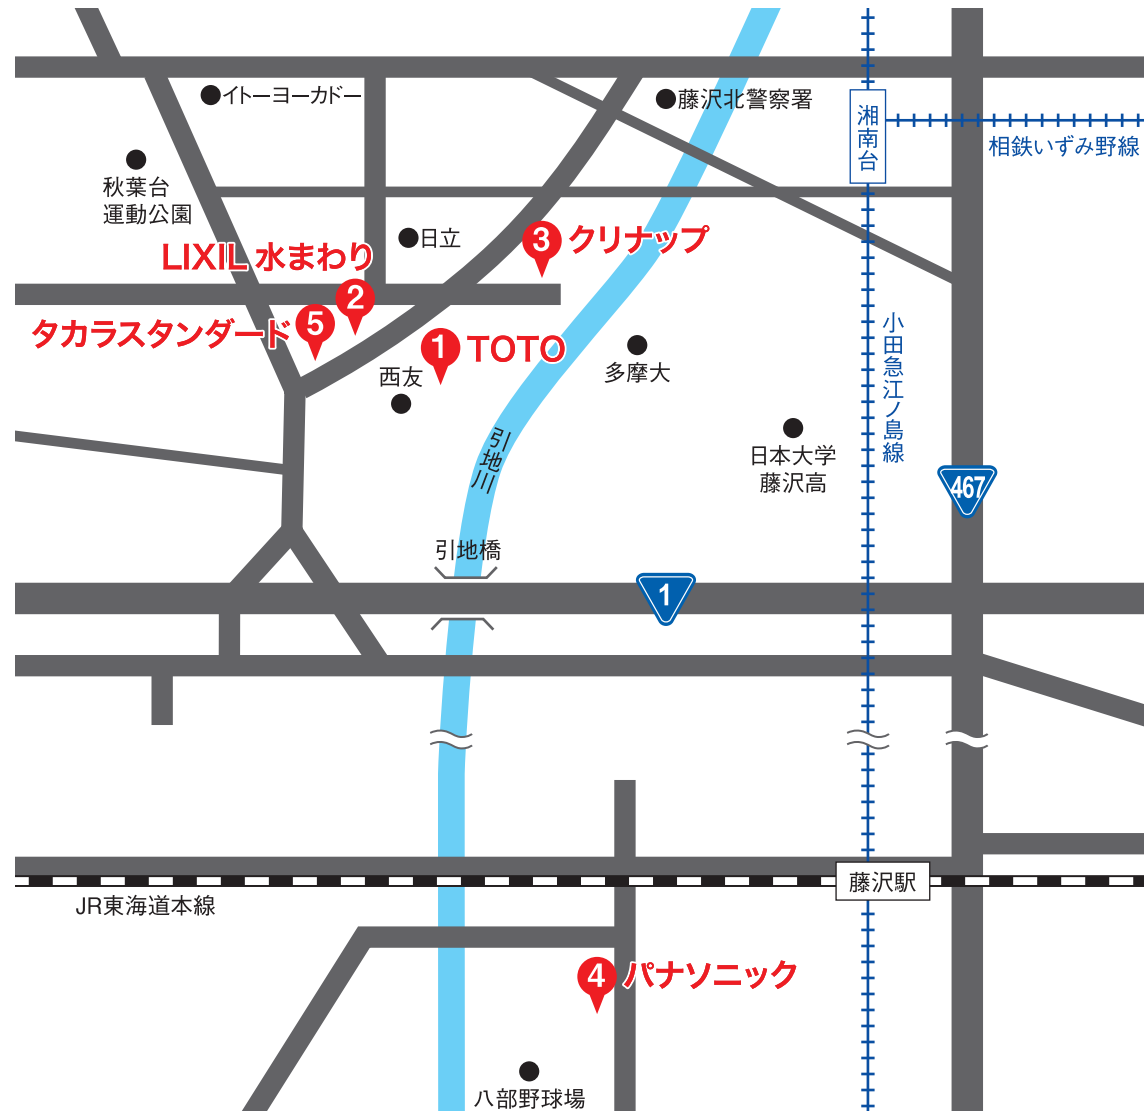 イトーヨーカドー
藤沢北警察署
湘南台
相鉄いずみ野線
秋葉台
運動公園
日立
3 クリナップ
LIXIL 水まわり
2
タカラスタンダード 5
1 TOTO
西友
多摩大
小田急江ノ島線
引地川
日本大学
藤沢高
467
引地橋
1
藤沢駅
JR東海道本線
4 パナソニック
八部野球場